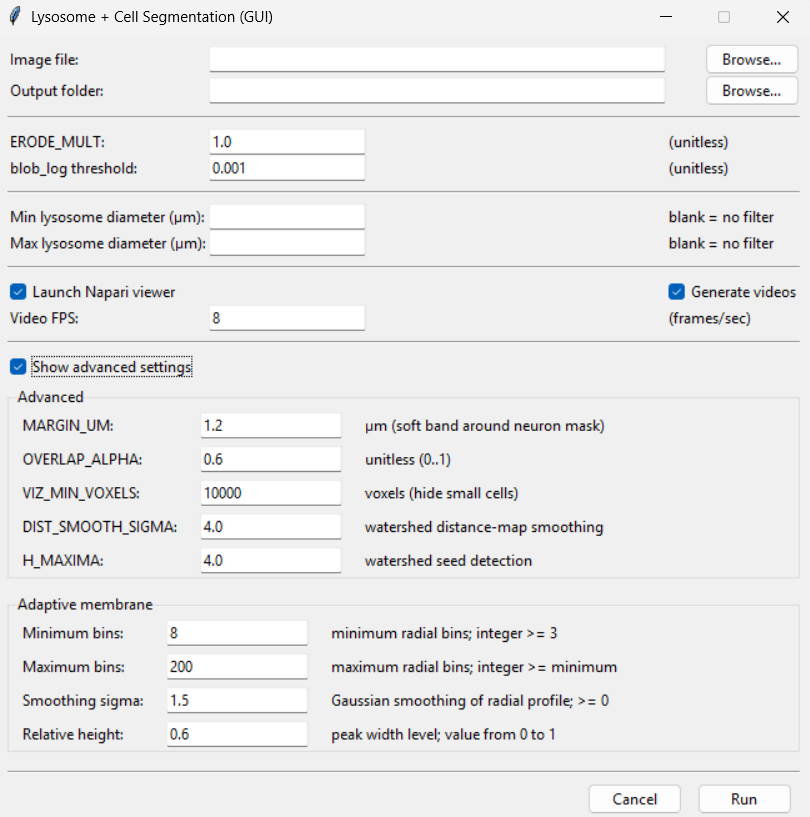 Lysosome + Cell Segmentation (GUI)
Image file: Browse...
Output folder: Browse...
ERODE_MULT: 1.0 (unitless)
blob_log threshold: 0.001 (unitless)
Min lysosome diameter (µm): blank = no filter
Max lysosome diameter (µm): blank = no filter
Launch Napari viewer Generate videos
Video FPS: 8 (frames/sec)
Show advanced settings
Advanced
MARGIN_UM: 1.2 µm (soft band around neuron mask)
OVERLAP_ALPHA: 0.6 unitless (0..1)
VIZ_MIN_VOXELS: 10000 voxels (hide small cells)
DIST_SMOOTH_SIGMA: 4.0 watershed distance-map smoothing
H_MAXIMA: 4.0 watershed seed detection
Adaptive membrane
Minimum bins: 8 minimum radial bins; integer >= 3
Maximum bins: 200 maximum radial bins; integer >= minimum
Smoothing sigma: 1.5 Gaussian smoothing of radial profile; >= 0
Relative height: 0.6 peak width level; value from 0 to 1
Cancel Run